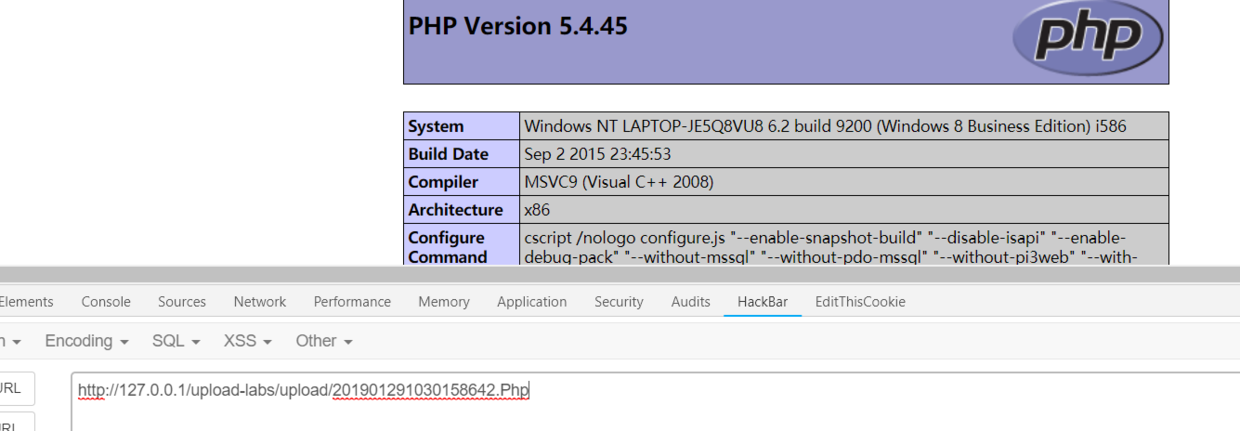 PHP Version 5.4.45
php
System Windows NT LAPTOP-JE5Q8VU8 6.2 build 9200 (Windows 8 Business Edition) i586
Build Date Sep 2 2015 23:45:53
Compiler MSVC9 (Visual C++ 2008)
Architecture x86
Configure Command cscript /nologo configure.js "--enable-snapshot-build" "--disable-isapi" "--enable-
debug-pack" "--without-mssql" "--without-pdo-mssql" "--without-pi3web" "--with-
Elements Console Sources Network Performance Memory Application Security Audits HackBar EditThisCookie
n Encoding SQL XSS Other
URL http://127.0.0.1/upload-labs/upload/201901291030158642.Php
URL